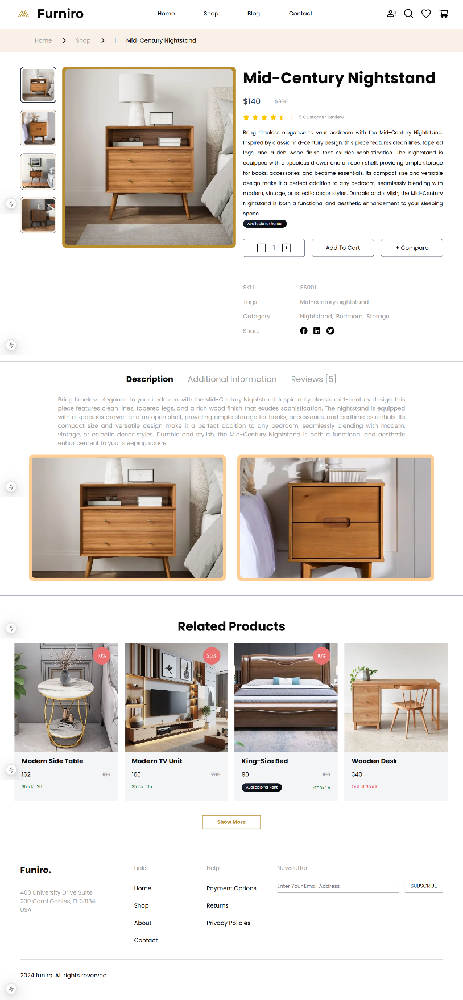 Furniro
Home
Shop
Blog
Contact
Home > Shop > | Mid-Century Nightstand
Mid-Century Nightstand
$140 $350
| 5 Customer Review
Bring timeless elegance to your bedroom with the Mid-Century Nightstand.
Inspired by classic mid-century design, this piece features clean lines, tapered
legs, and a rich wood finish that exudes sophistication. The nightstand is
equipped with a spacious drawer and an open shelf, providing ample storage
for books, accessories, and bedtime essentials. Its compact size and versatile
design make it a perfect addition to any bedroom, seamlessly blending with
modern, vintage, or eclectic decor styles. Durable and stylish, the Mid-Century
Nightstand is both a functional and aesthetic enhancement to your sleeping
space.
Available for Rental
1
Add To Cart
+ Compare
SKU : SS001
Tags : Mid-century nightstand
Category : Nightstand, Bedroom, Storage
Share :
Description
Additional Information
Reviews [5]
Bring timeless elegance to your bedroom with the Mid-Century Nightstand. Inspired by classic mid-century design, this
piece features clean lines, tapered legs, and a rich wood finish that exudes sophistication. The nightstand is equipped
with a spacious drawer and an open shelf, providing ample storage for books, accessories, and bedtime essentials. Its
compact size and versatile design make it a perfect addition to any bedroom, seamlessly blending with modern,
vintage, or eclectic decor styles. Durable and stylish, the Mid-Century Nightstand is both a functional and aesthetic
enhancement to your sleeping space.
Related Products
10%
Modern Side Table
162 180
Stock : 20
20%
Modern TV Unit
160 200
Stock : 35
10%
King-Size Bed
90 100
Available for Rent
Stock : 5
Wooden Desk
340
Out of Stock
Show More
Funiro.
400 University Drive Suite
200 Coral Gables, FL 33134
USA
Links
Home
Shop
About
Contact
Help
Payment Options
Returns
Privacy Policies
Newsletter
Enter Your Email Address
SUBSCRIBE
2024 funiro. All rights reverved